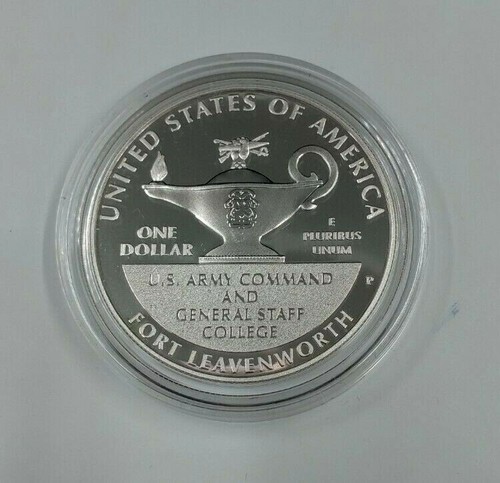 UNITED STATES OF AMERICA
ONE
DOLLAR
E
PLURIBUS
UNUM
P
U.S. ARMY COMMAND
AND
GENERAL STAFF
COLLEGE
FORT LEAVENWORTH